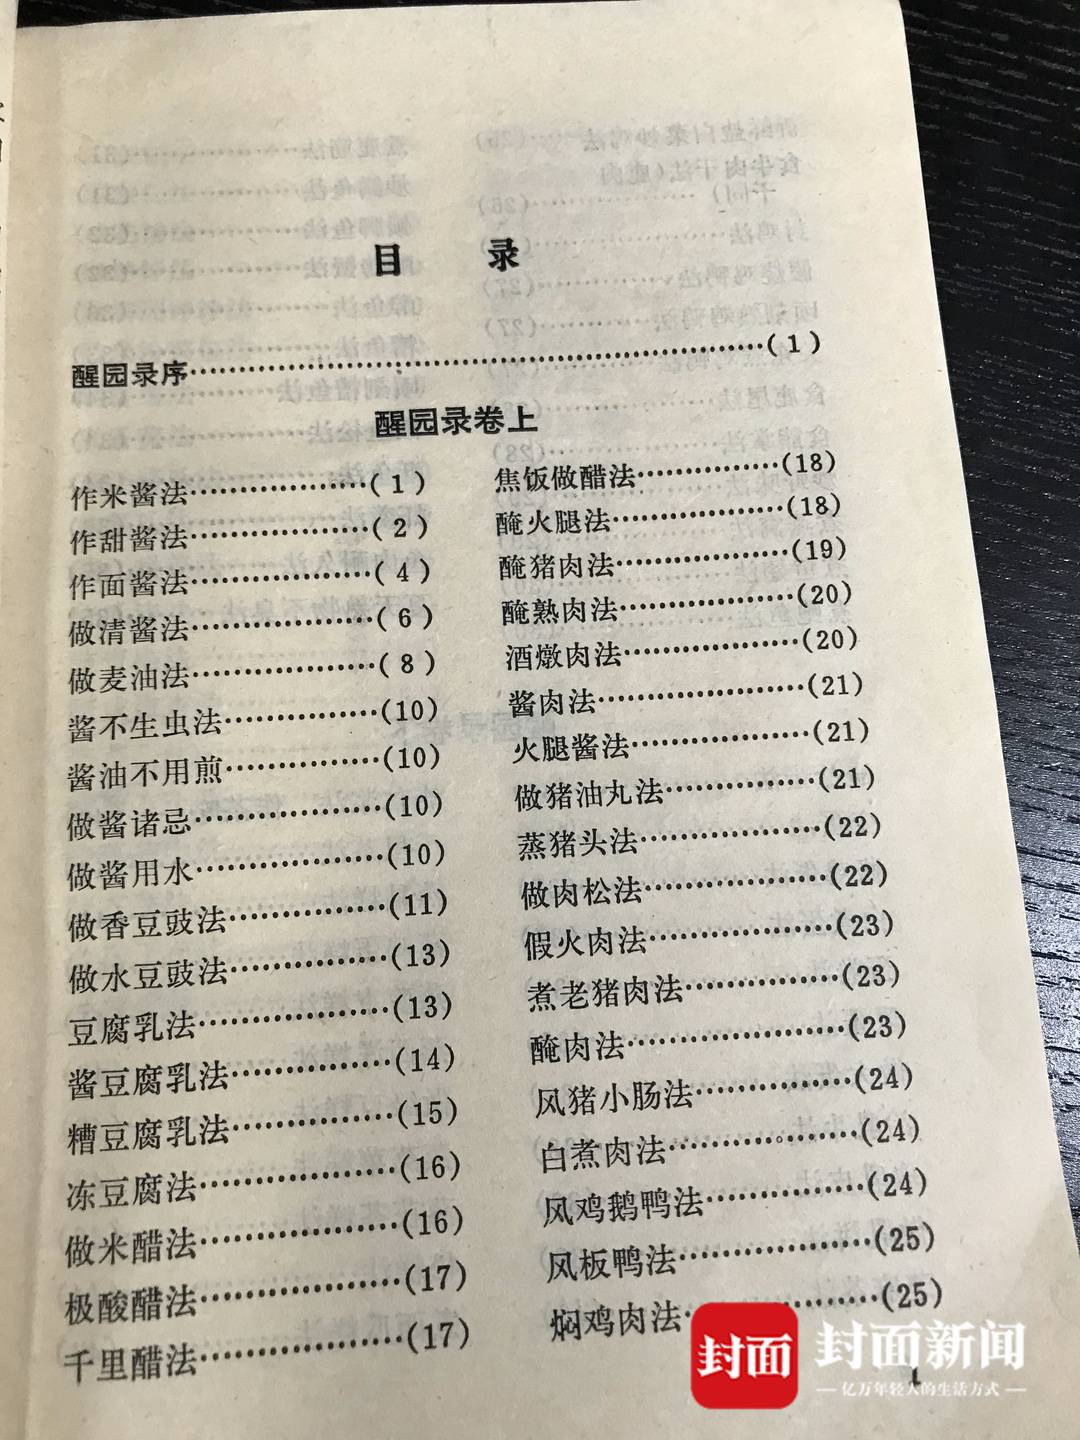 目 录
醒园录序……(1)
醒园录卷上
作米酱法……(1)
作甜酱法……(2)
作面酱法……(4)
做清酱法……(6)
做麦油法……(8)
酱不生虫法……(10)
酱油不用煎……(10)
做酱诸忌……(10)
做酱用水……(10)
做香豆豉法……(11)
做水豆豉法……(13)
豆腐乳法……(13)
酱豆腐乳法……(14)
糟豆腐乳法……(15)
冻豆腐法……(16)
做米醋法……(16)
极酸醋法……(17)
千里醋法……(17)
焦饭做醋法……(18)
醃火腿法……(18)
醃猪肉法……(19)
醃熟肉法……(20)
酒燉肉法……(20)
酱肉法……(21)
火腿酱法……(21)
做猪油丸法……(21)
蒸猪头法……(22)
做肉松法……(22)
假火肉法……(23)
煮老猪肉法……(23)
醃肉法……(23)
风猪小肠法……(24)
白煮肉法……(24)
风鸡鹅鸭法……(24)
风板鸭法……(25)
焖鸡肉法……(25)
1
封面
封面新闻
亿万年轻人的生活方式